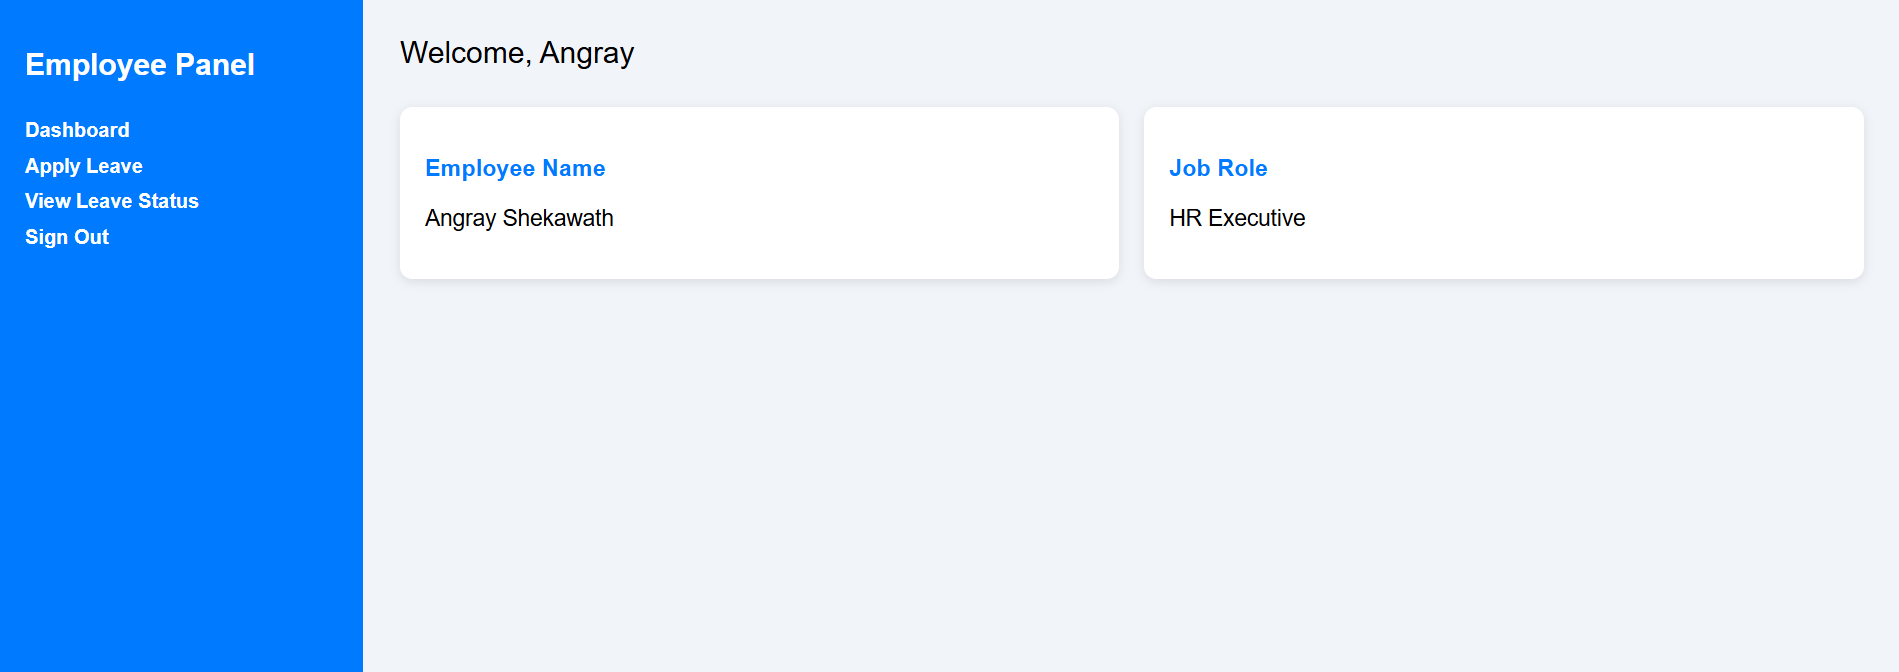 Employee Panel
Dashboard
Apply Leave
View Leave Status
Sign Out
Welcome, Angray
Employee Name
Angray Shekawath
Job Role
HR Executive